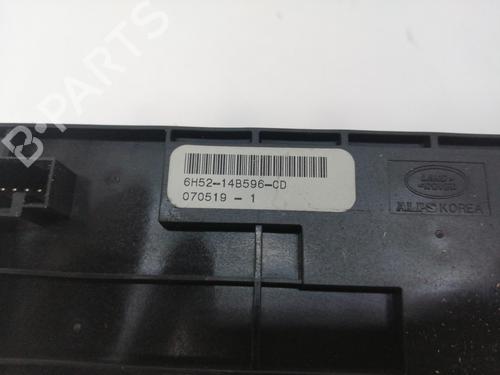 B-PARTS
6H52-14B596-CD
070519 - 1
LAND
ROVER
ALPS KOREA